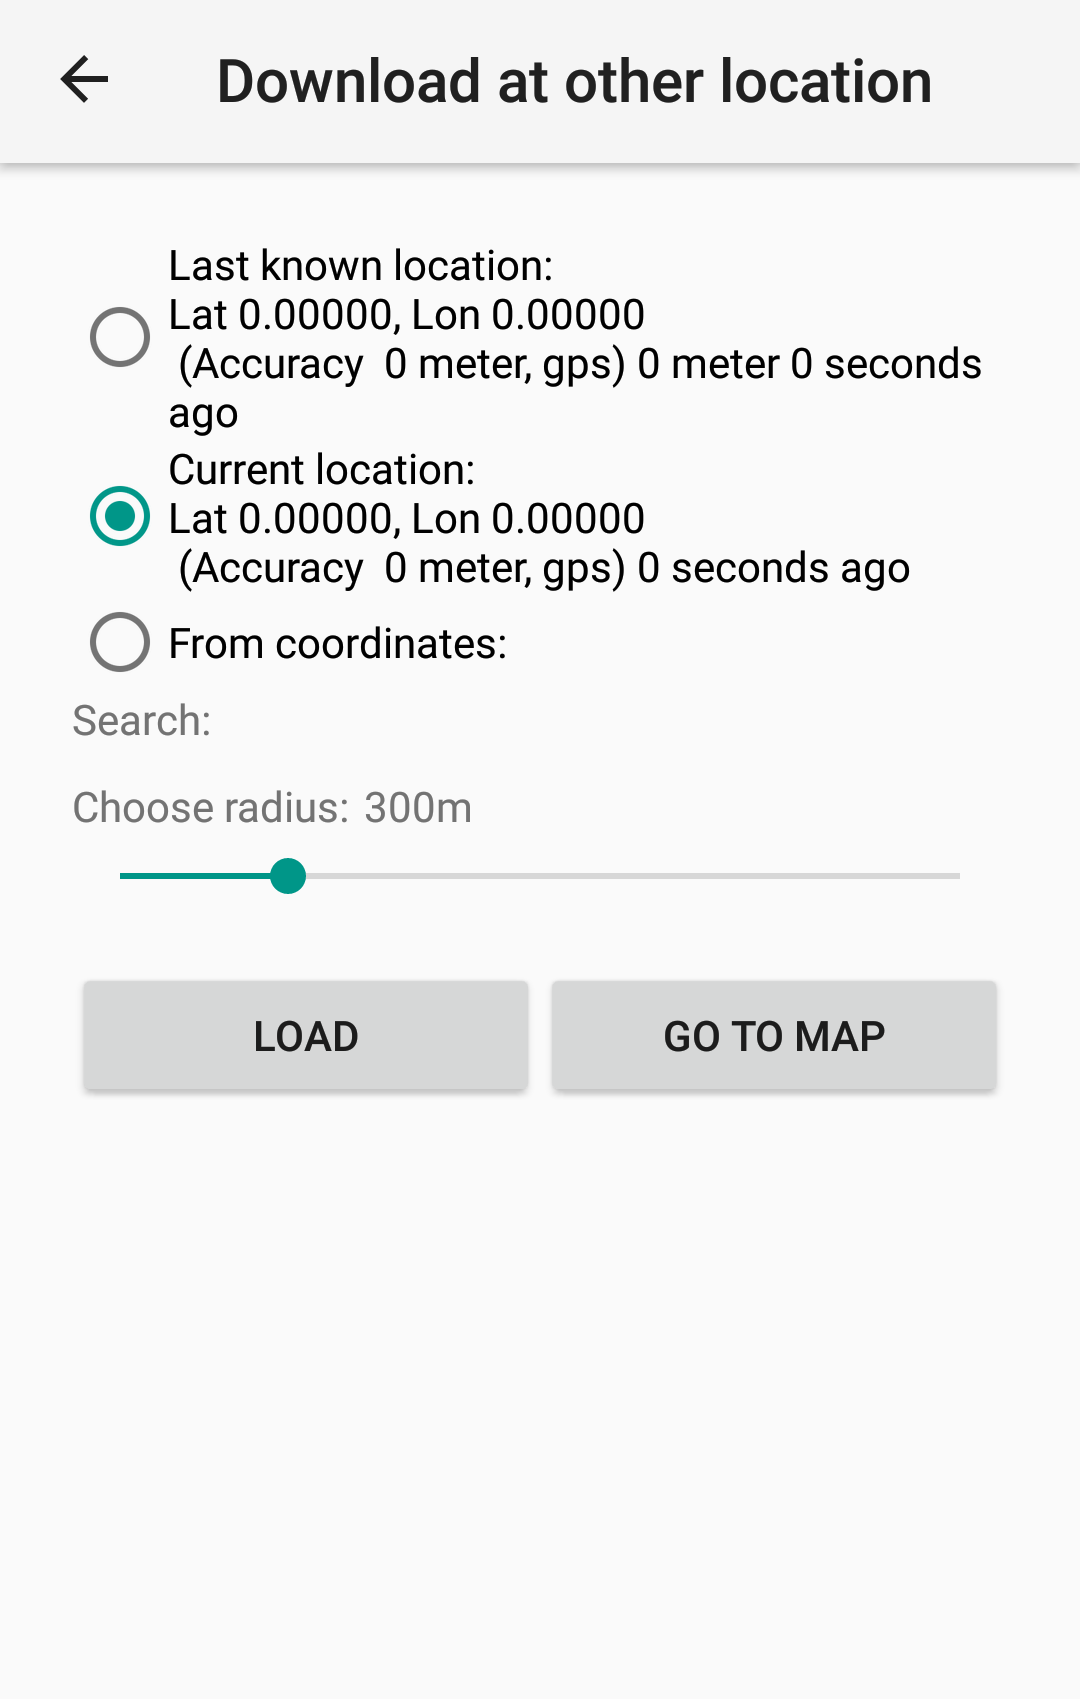 Download at other location
Last known location:
Lat 0.00000, Lon 0.00000
(Accuracy  0 meter, gps) 0 meter 0 seconds
ago
Current location:
Lat 0.00000, Lon 0.00000
(Accuracy  0 meter, gps) 0 seconds ago
From coordinates:
Search:
Choose radius: 300m
LOAD
GO TO MAP